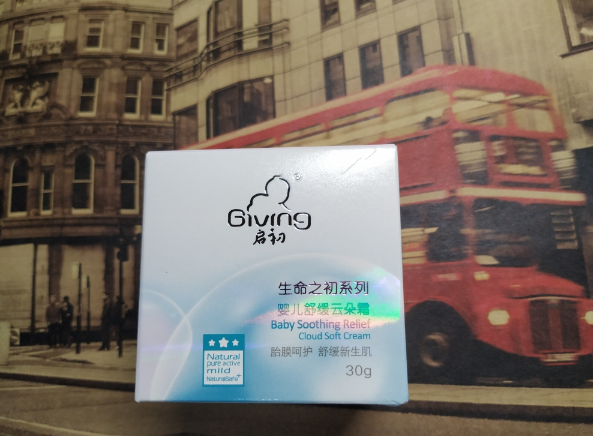 Giving
启初
生命之初系列
婴儿舒缓云朵霜
Baby Soothing Relief
Cloud Soft Cream
胎膜呵护 舒缓新生肌
30g
Natural
pure active
mild
NaturalSafe+